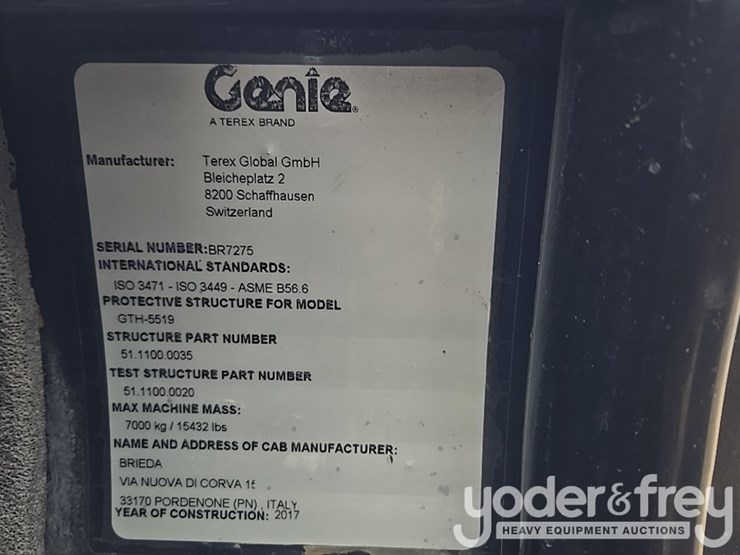 Genie
A TEREX BRAND
Manufacturer: Terex Global GmbH
Bleicheplatz 2
8200 Schaffhausen
Switzerland
SERIAL NUMBER:BR7275
INTERNATIONAL STANDARDS:
ISO 3471 - ISO 3449 - ASME B56.6
PROTECTIVE STRUCTURE FOR MODEL
GTH-5519
STRUCTURE PART NUMBER
51.1100.0035
TEST STRUCTURE PART NUMBER
51.1100.0020
MAX MACHINE MASS:
7000 kg / 15432 lbs
NAME AND ADDRESS OF CAB MANUFACTURER:
BRIEDA
VIA NUOVA DI CORVA
33170 PORDENONE (PN) , ITALY
YEAR OF CONSTRUCTION: 2017
yoder&frey
HEAVY EQUIPMENT AUCTIONS